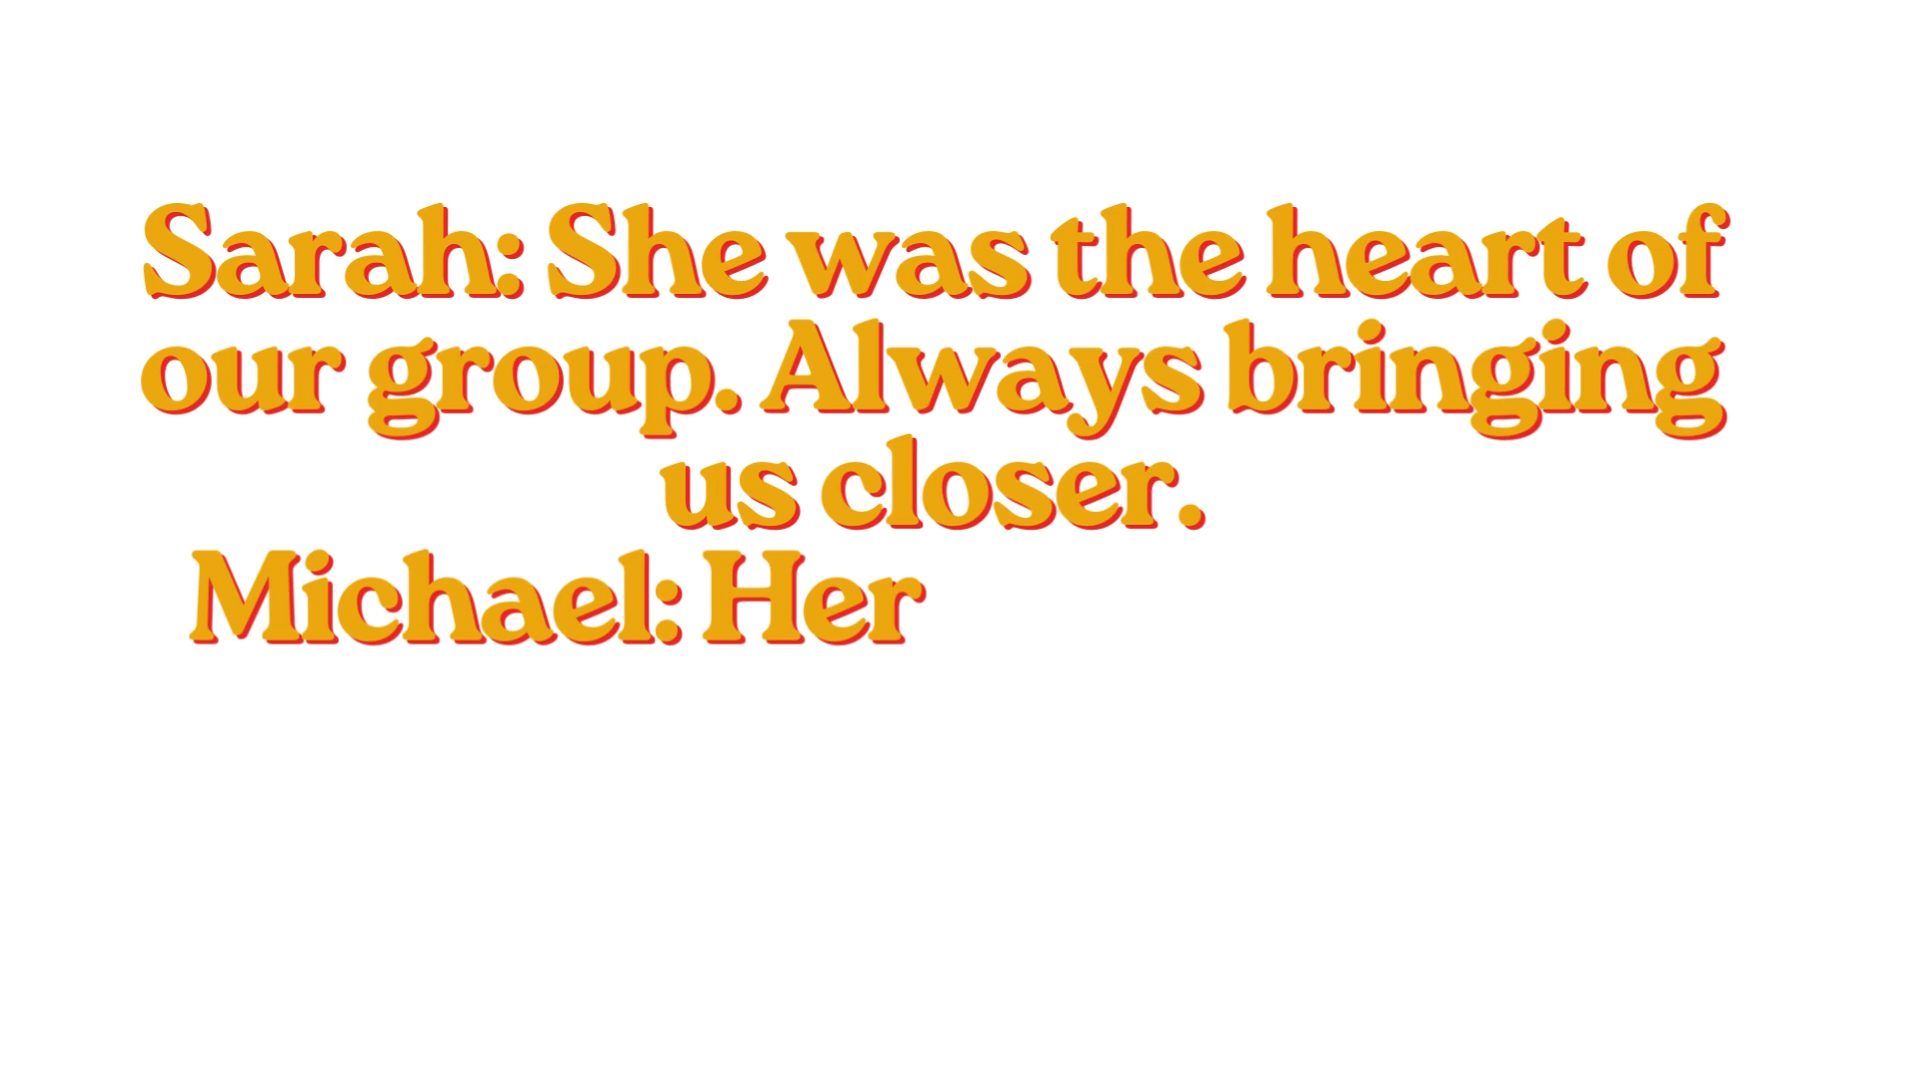 Sarah: She was the heart of
our group. Always bringing
us closer.
Michael: Her